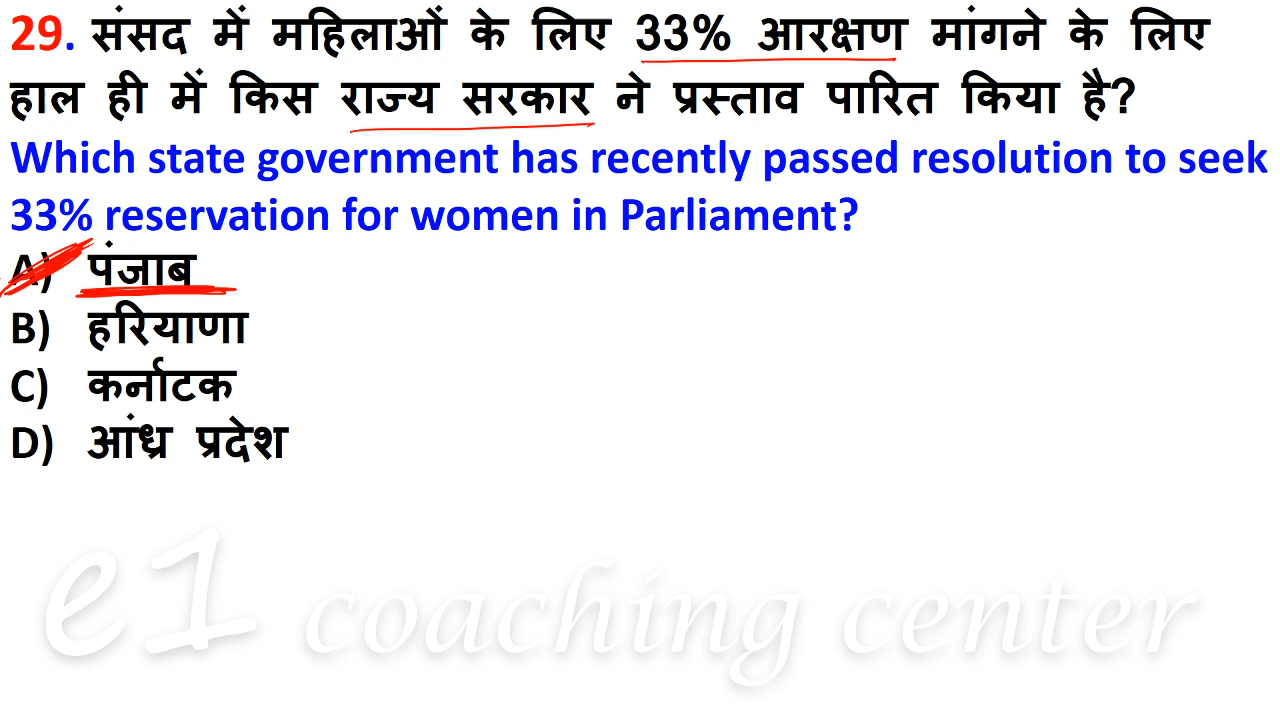 29. संसद में महिलाओं के लिए 33% आरक्षण मांगने के लिए
हाल ही में किस राज्य सरकार ने प्रस्ताव पारित किया है?
Which state government has recently passed resolution to seek
33% reservation for women in Parliament?
A) पंजाब
B) हरियाणा
C) कर्नाटक
D) आंध्र प्रदेश
e1 coaching center